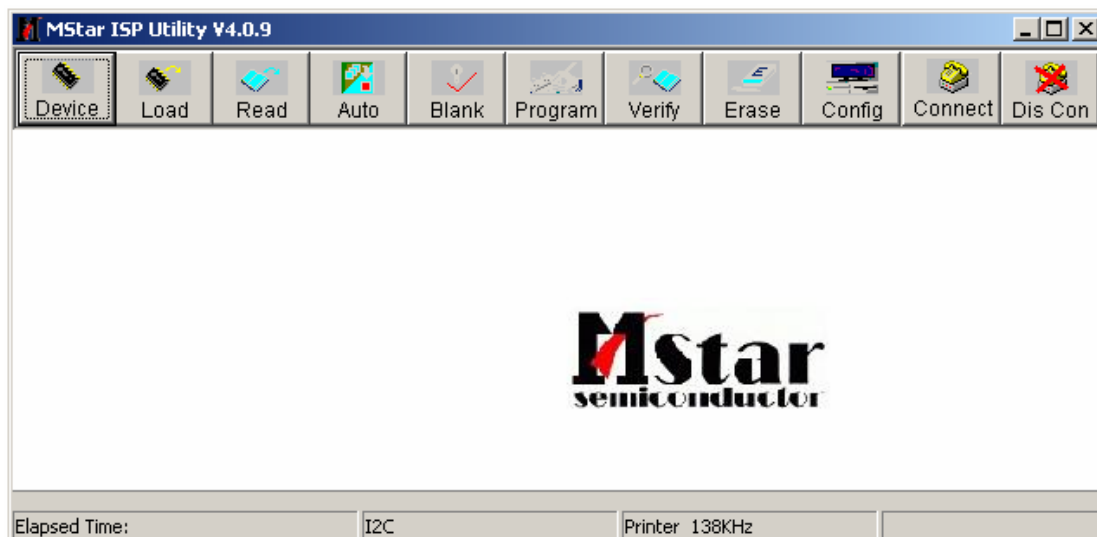 MStar ISP Utility V4.0.9
Device Load Read Auto Blank Program Verify Erase Config Connect Dis Con
Mstar
semiconductor
Elapsed Time: I2C Printer 138KHz